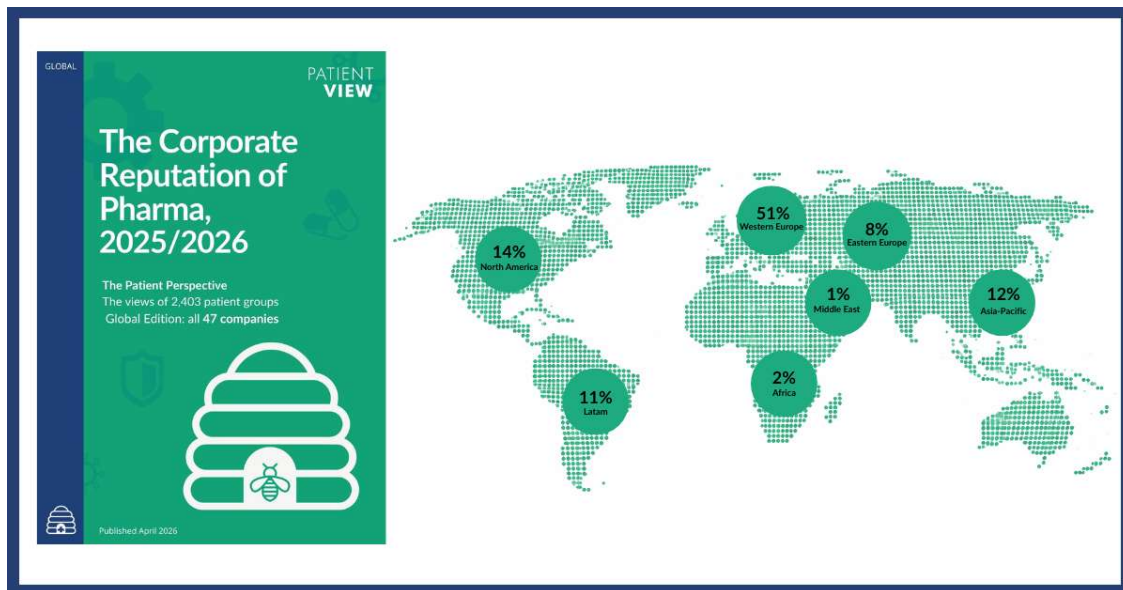 GLOBAL
PATIENT
VIEW
The Corporate
Reputation of
Pharma,
2025/2026
The Patient Perspective
The views of 2,403 patient groups
Global Edition: all 47 companies
Published April 2026
14%
North America
51%
Western Europe
8%
Eastern Europe
1%
Middle East
12%
Asia-Pacific
2%
Africa
11%
Latam